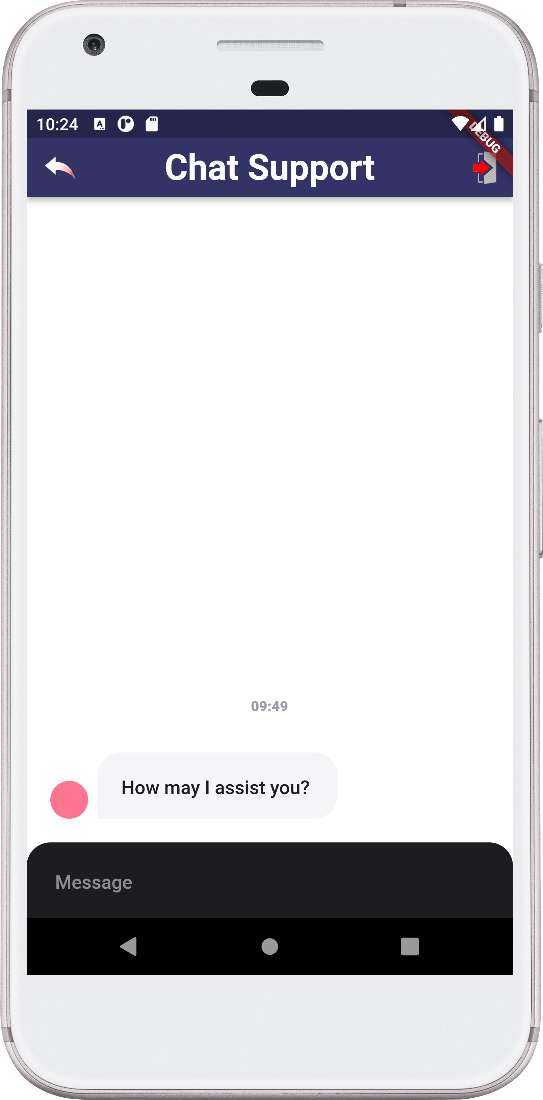 10:24
DEBUG
Chat Support
09:49
How may I assist you?
Message